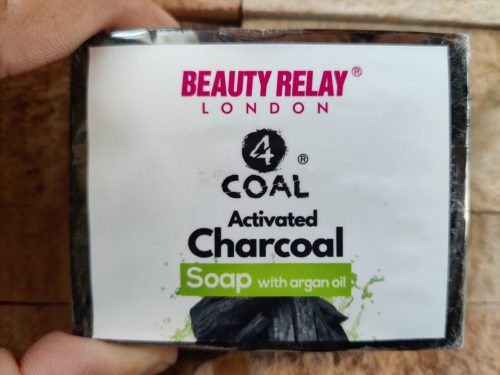 BEAUTY RELAY®
LONDON
4®
COAL
Activated
Charcoal
Soap with argan oil